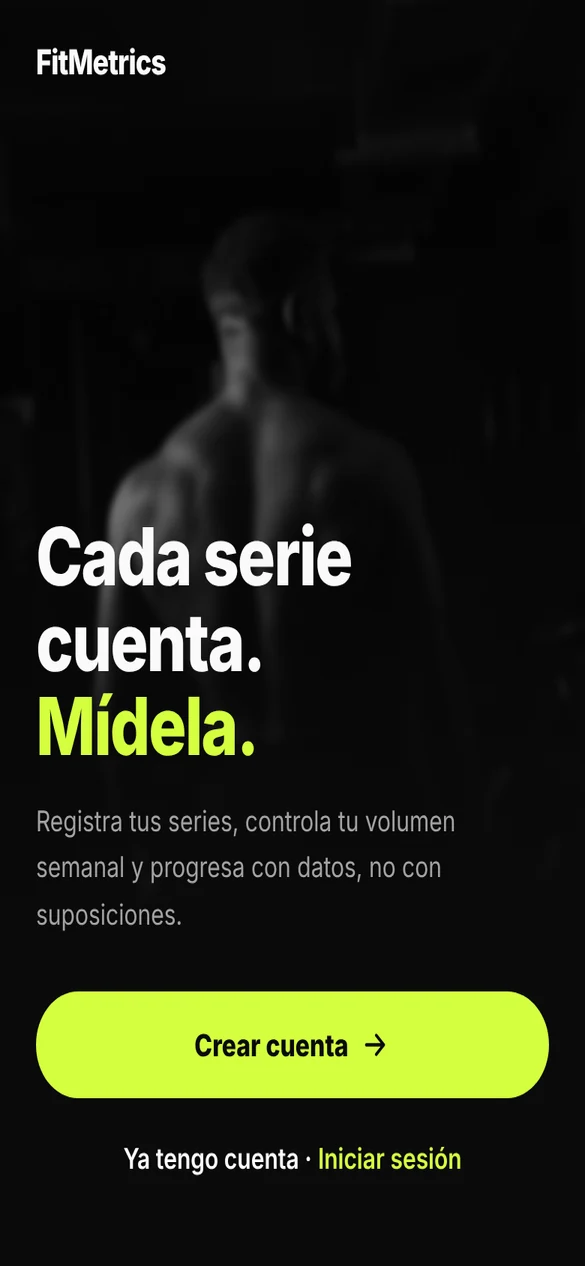 FitMetrics
Cada serie
cuenta.
Mídela.
Registra tus series, controla tu volumen
semanal y progresa con datos, no con
suposiciones.
Crear cuenta →
Ya tengo cuenta · Iniciar sesión